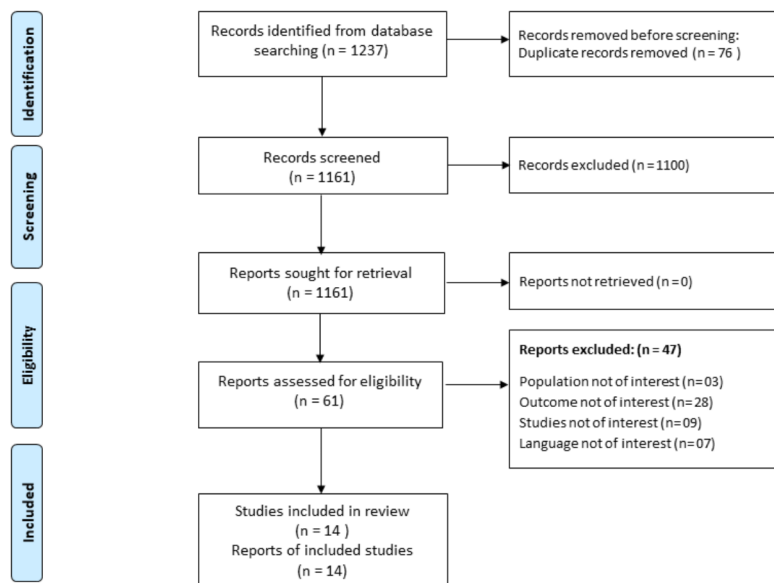 Identification
Records identified from database
searching (n = 1237)
Records removed before screening:
Duplicate records removed (n = 76 )
Screening
Records screened
(n = 1161)
Records excluded (n=1100)
Reports sought for retrieval
(n = 1161)
Reports not retrieved (n=0)
Eligibility
Reports assessed for eligibility
(n = 61)
Reports excluded: (n= 47)
Population not of interest (n=03)
Outcome not of interest (n=28)
Studies not of interest (n=09)
Language not of interest (n=07)
Included
Studies included in review
(n = 14 )
Reports of included studies
(n = 14)